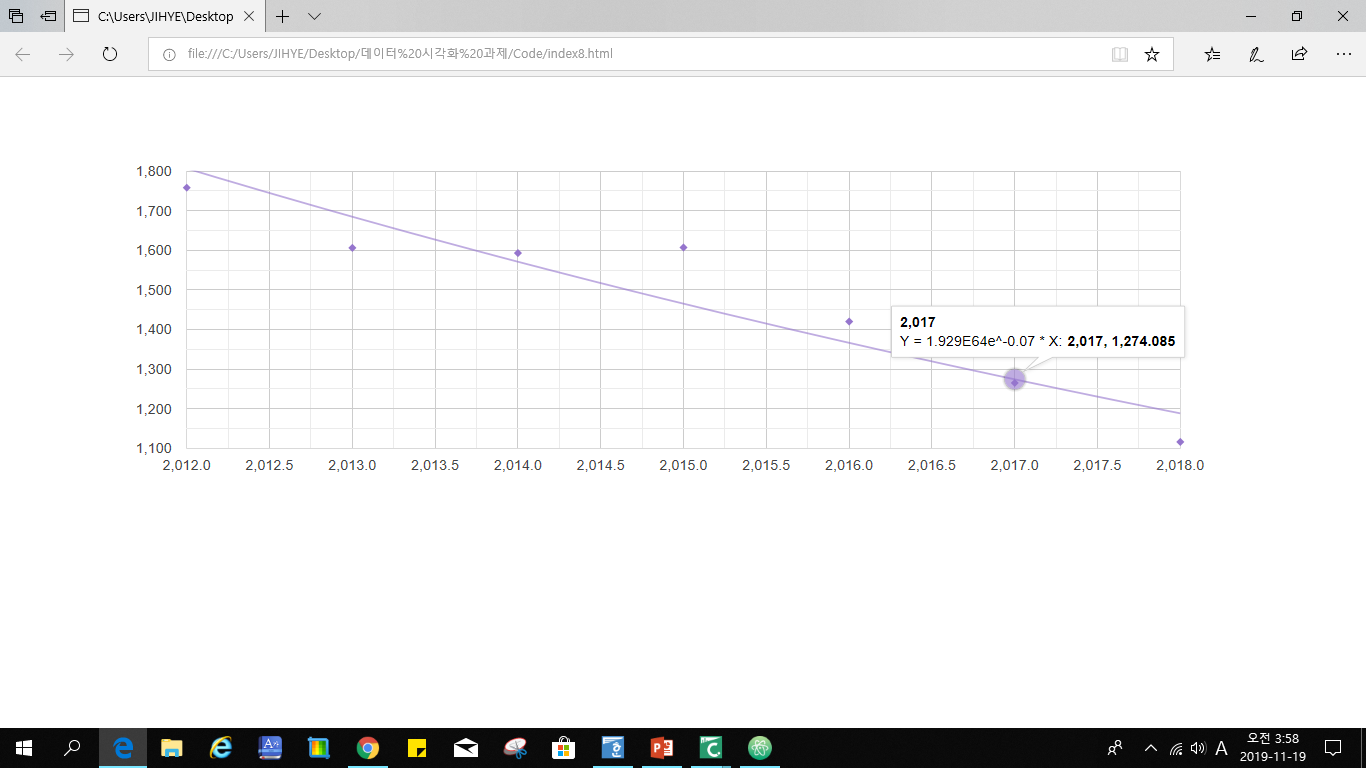 C:\Users\JIHYE\Desktop
file:///C:/Users/JIHYE/Desktop/데이터%20시각화%20과제/Code/index8.html
1,800
1,700
1,600
1,500
1,400
1,300
1,200
1,100
2,017
Y = 1.929E64e^-0.07 * X: 2,017, 1,274.085
2,012.0 2,012.5 2,013.0 2,013.5 2,014.0 2,014.5 2,015.0 2,015.5 2,016.0 2,016.5 2,017.0 2,017.5 2,018.0
A
오전 3:58
2019-11-19